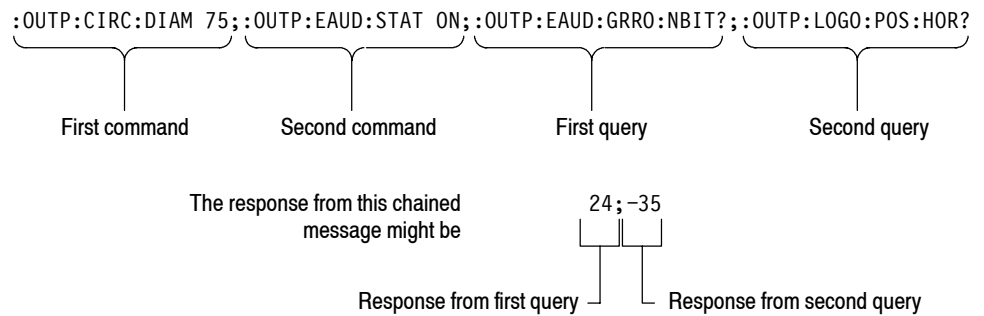 :OUTP:CIRC:DIAM 75;:OUTP:EAUD:STAT ON;:OUTP:EAUD:GRRO:NBIT?;:OUTP:LOGO:POS:HOR?
First command Second command First query Second query
The response from this chained 24;-35
message might be
Response from first query Response from second query